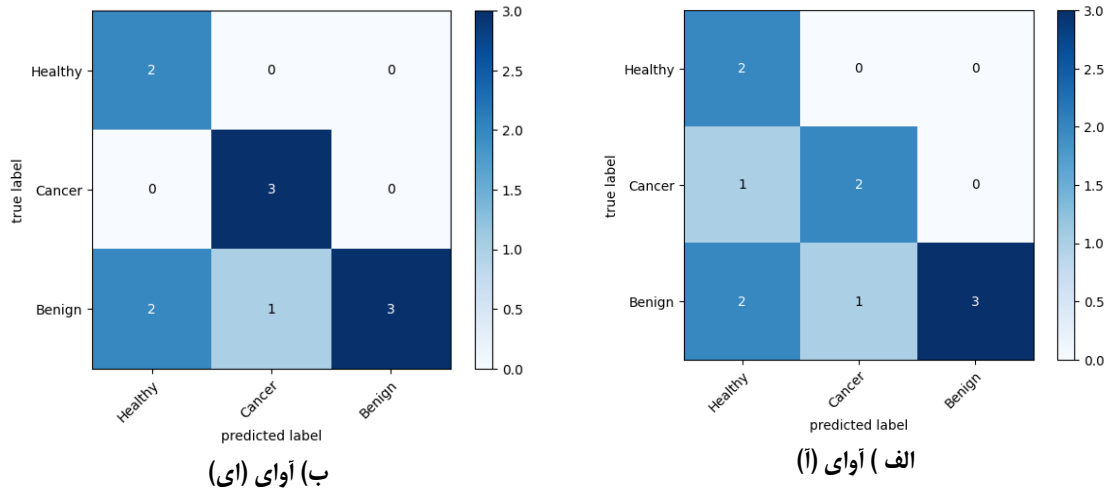 3.0
Healthy
2
0
0
2.5
2.0
true label
Cancer
0
3
0
1.5
1.0
Benign
2
1
3
0.5
0.0
Healthy
Cancer
Benign
predicted label
ب) آوای (ای)
3.0
Healthy
2
0
0
2.5
2.0
true label
Cancer
1
2
0
1.5
1.0
Benign
2
1
3
0.5
0.0
Healthy
Cancer
Benign
predicted label
الف ) آوای (آ)